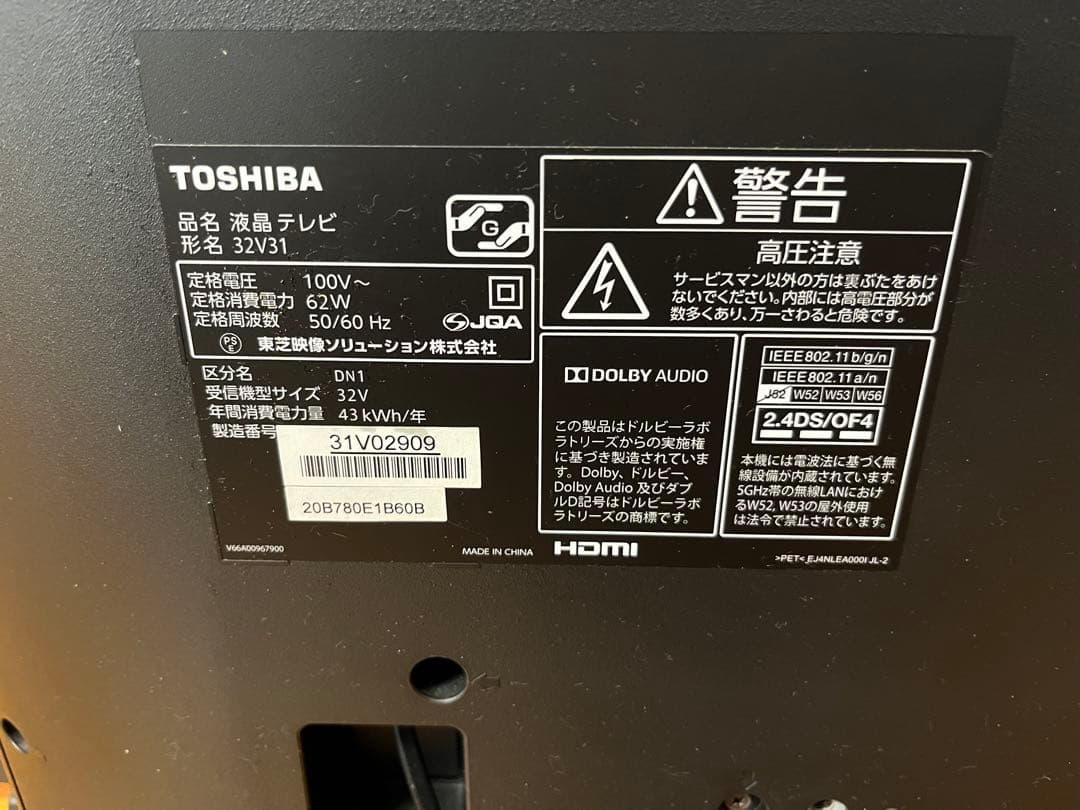 TOSHIBA
品名 液晶テレビ
形名 32V31
G
定格電圧 100V～
定格消費電力 62W
定格周波数 50/60 Hz
JQA
PSE 東芝映像ソリューション株式会社
区分名 DN1
受信機型サイズ 32V
年間消費電力量 43kWh/年
製造番号
31V02909
20B780E1B60B
V66A00967900
MADE IN CHINA
警告
高圧注意
サービスマン以外の方は裏ぶたをあけ
ないでください。内部には高電圧部分が
数多くあり、万一さわると危険です。
DOLBY AUDIO
この製品はドルビーラボ
ラトリーズからの実施権
に基づき製造されていま
す。Dolby、ドルビー、
Dolby Audio 及びダブ
ルD記号はドルビーラボ
ラトリーズの商標です。
HDMI
IEEE802.11b/g/n
IEEE802.11a/n
J52 W52 W53 W56
2.4DS/OF4
本機には電波法に基づく無
線設備が内蔵されています。
5GHz帯の無線LANにおけ
るW52, W53の屋外使用
は法令で禁止されています。
>PET< EJ4NLEA000I JL-2